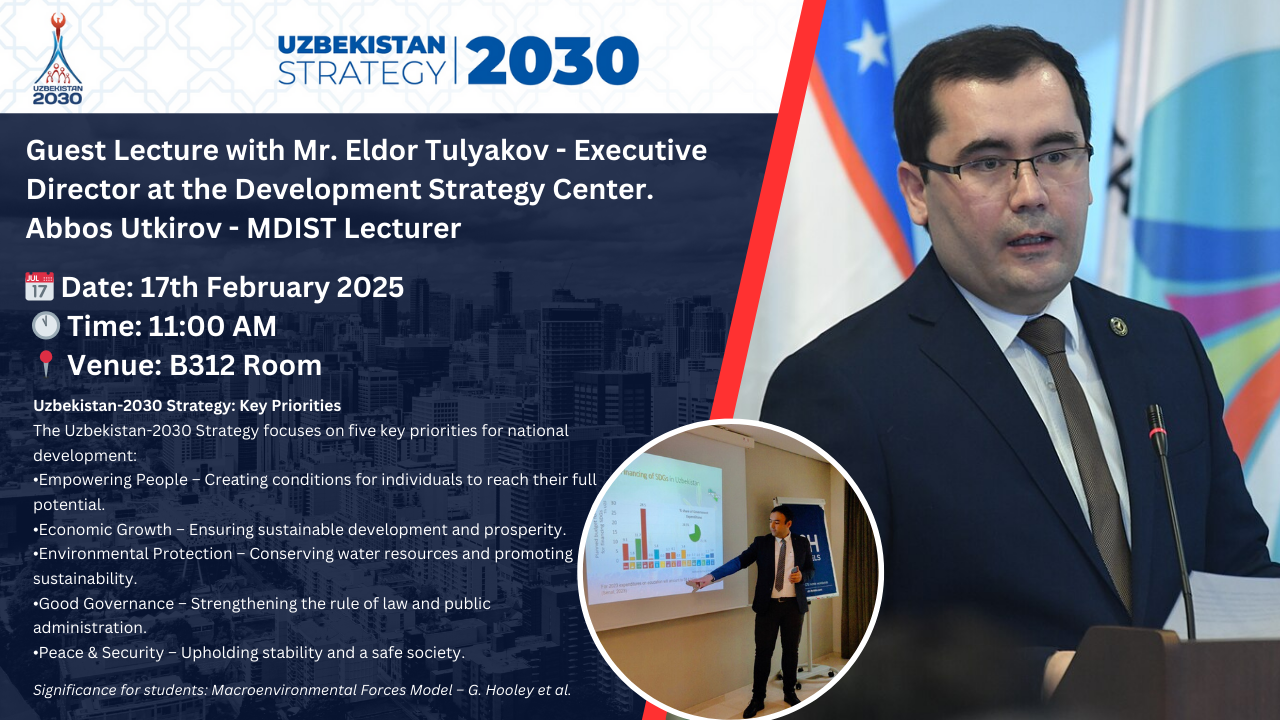 UZBEKISTAN
2030
UZBEKISTAN
STRATEGY
2030
Guest Lecture with Mr. Eldor Tulyakov - Executive
Director at the Development Strategy Center.
Abbos Utkirov - MDIST Lecturer
JUL
17
Date: 17th February 2025
Time: 11:00 AM
Venue: B312 Room
Uzbekistan-2030 Strategy: Key Priorities
The Uzbekistan-2030 Strategy focuses on five key priorities for national
development:
•Empowering People – Creating conditions for individuals to reach their full
potential.
•Economic Growth – Ensuring sustainable development and prosperity.
•Environmental Protection – Conserving water resources and promoting
sustainability.
•Good Governance – Strengthening the rule of law and public
administration.
•Peace & Security – Upholding stability and a safe society.
Significance for students: Macroenvironmental Forces Model – G. Hooley et al.
of SDGs in Uzbekistan